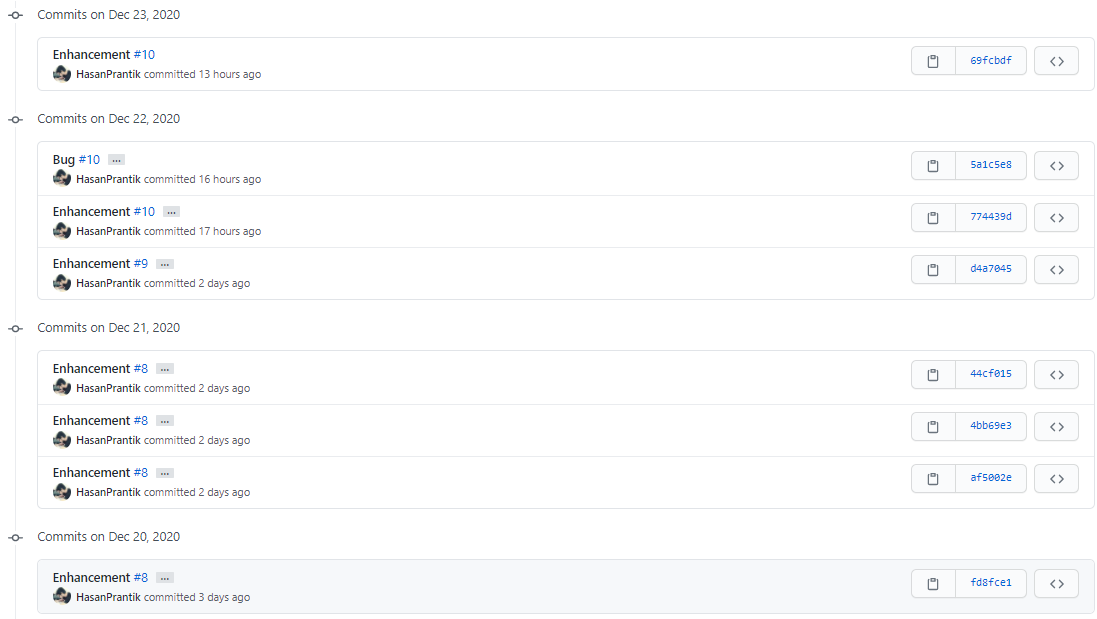 Commits on Dec 23, 2020
Enhancement #10
HasanPrantik committed 13 hours ago
69fcbdf
Commits on Dec 22, 2020
Bug #10 ...
HasanPrantik committed 16 hours ago
5a1c5e8
Enhancement #10 ...
HasanPrantik committed 17 hours ago
774439d
Enhancement #9 ...
HasanPrantik committed 2 days ago
d4a7045
Commits on Dec 21, 2020
Enhancement #8 ...
HasanPrantik committed 2 days ago
44cf015
Enhancement #8 ...
HasanPrantik committed 2 days ago
4bb69e3
Enhancement #8 ...
HasanPrantik committed 2 days ago
af5002e
Commits on Dec 20, 2020
Enhancement #8 ...
HasanPrantik committed 3 days ago
fd8fce1